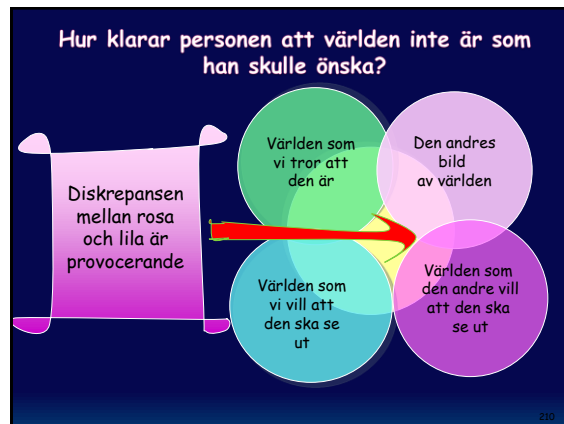 Hur klarar personen att världen inte är som
han skulle önska?
Diskrepansen
mellan rosa
och lila är
provocerande
Världen som
vi tror att
den är
Den andres
bild
av världen
Världen som
vi vill att
den ska se
ut
Världen som
den andre vill
att den ska
se ut
210